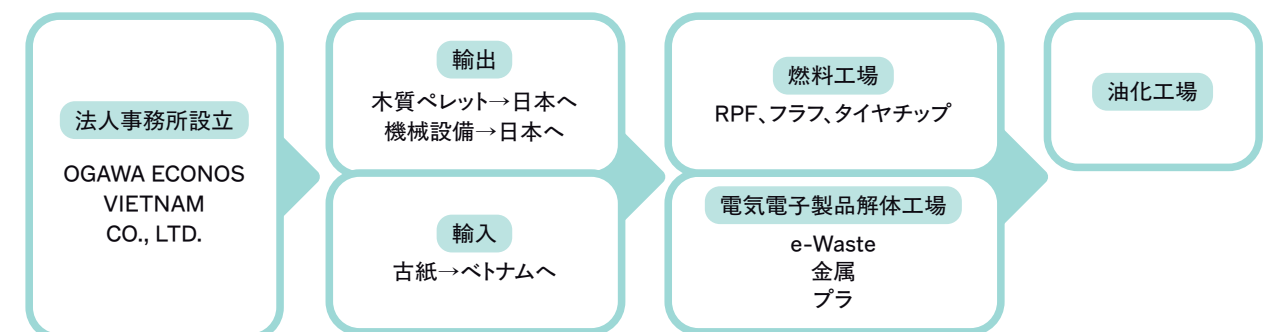 法人事務所設立
OGAWA ECONOS
VIETNAM
CO., LTD.
輸出
木質ペレット→日本へ
機械設備→日本へ
輸入
古紙→ベトナムへ
燃料工場
RPF、フラフ、タイヤチップ
電気電子製品解体工場
e-Waste
金属
プラ
油化工場